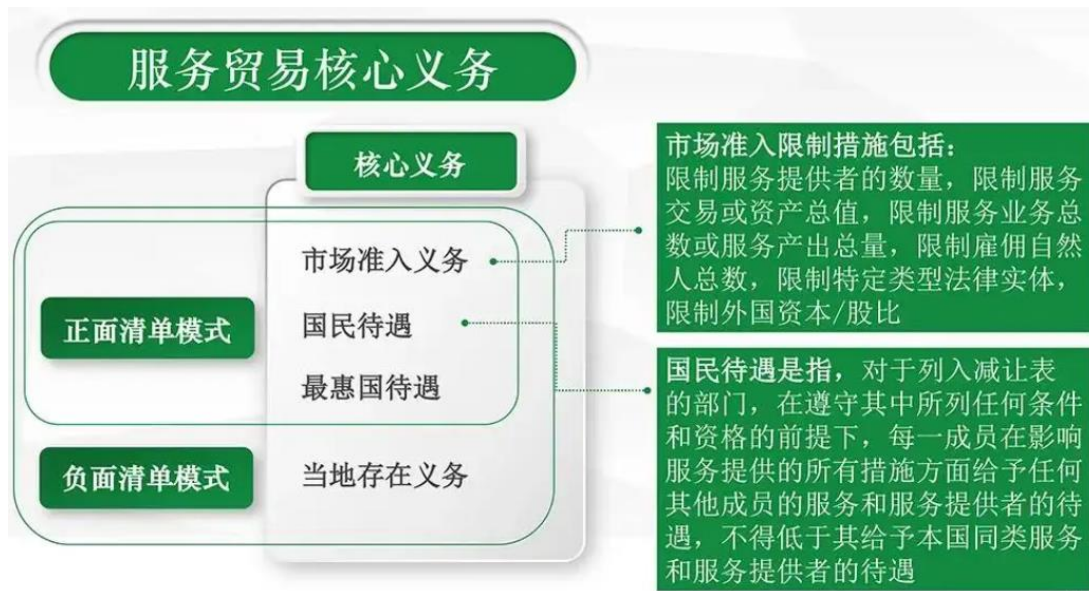 服务贸易核心义务
核心义务
市场准入义务
国民待遇
最惠国待遇
当地存在义务
正面清单模式
负面清单模式
市场准入限制措施包括：
限制服务提供者的数量，限制服务
交易或资产总值，限制服务业务总
数或服务产出总量，限制雇佣自然
人总数，限制特定类型法律实体，
限制外国资本/股比
国民待遇是指，对于列入减让表
的部门，在遵守其中所列任何条件
和资格的前提下，每一成员在影响
服务提供的所有措施方面给予任何
其他成员的服务和服务提供者的待
遇，不得低于其给予本国同类服务
和服务提供者的待遇